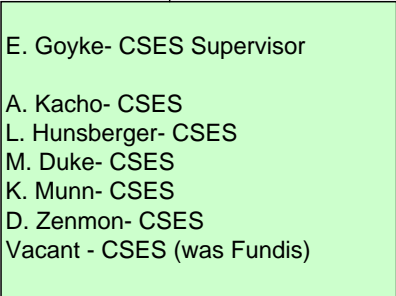 E. Goyke- CSES Supervisor
A. Kacho- CSES
L. Hunsberger- CSES
M. Duke- CSES
K. Munn- CSES
D. Zenmon- CSES
Vacant - CSES (was Fundis)